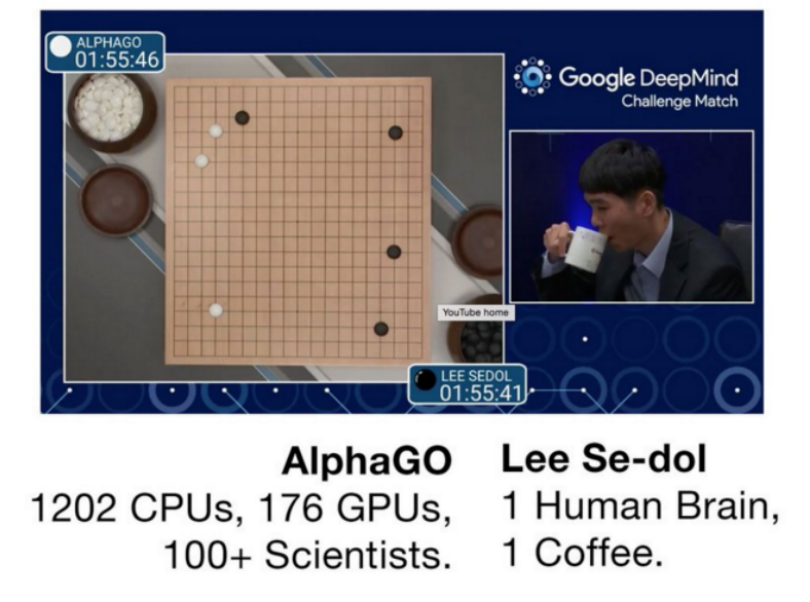 ALPHAGO
01:55:46
Google DeepMind
Challenge Match
YouTube home
LEE SEDOL
01:55:41
AlphaGO
1202 CPUs, 176 GPUs,
100+ Scientists.
Lee Se-dol
1 Human Brain,
1 Coffee.